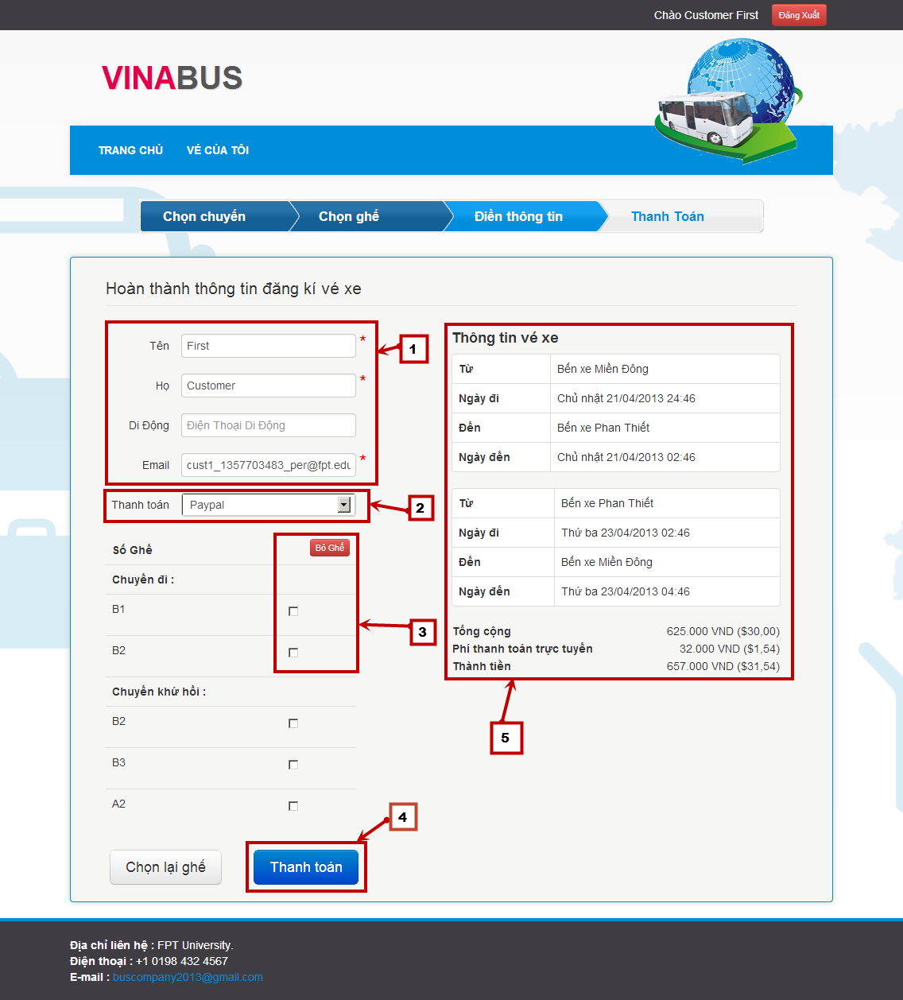 Chào Customer First
Đăng Xuất
VINABUS
TRANG CHỦ VÉ CỦA TÔI
Chọn chuyến
Chọn ghế
Điền thông tin
Thanh Toán
Hoàn thành thông tin đăng kí vé xe
Tên First *
Họ Customer *
Di Động Điện Thoại Di Động
Email cust1_1357703483_per@fpt.edu *
1
Thanh toán Paypal
2
Số Ghế Bỏ Ghế
Chuyến đi :
B1
B2
3
Chuyến khứ hồi :
B2
B3
A2
4
Chọn lại ghế
Thanh toán
Thông tin vé xe
Từ Bến xe Miền Đông
Ngày đi Chủ nhật 21/04/2013 24:46
Đến Bến xe Phan Thiết
Ngày đến Chủ nhật 21/04/2013 02:46
Từ Bến xe Phan Thiết
Ngày đi Thứ ba 23/04/2013 02:46
Đến Bến xe Miền Đông
Ngày đến Thứ ba 23/04/2013 04:46
Tổng cộng 625.000 VND ($30,00)
Phí thanh toán trực tuyến 32.000 VND ($1,54)
Thành tiền 657.000 VND ($31,54)
5
Địa chỉ liên hệ : FPT University.
Điện thoại : +1 0198 432 4567
E-mail : buscompany2013@gmail.com